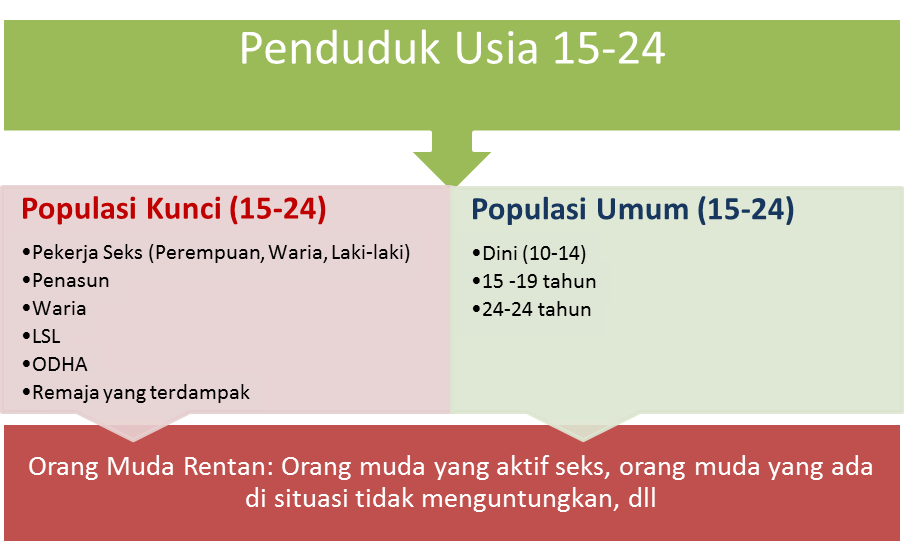 Penduduk Usia 15-24
Populasi Kunci (15-24)
•Pekerja Seks (Perempuan, Waria, Laki-laki)
•Penasun
•Waria
•LSL
•ODHA
•Remaja yang terdampak
Populasi Umum (15-24)
•Dini (10-14)
•15 -19 tahun
•24-24 tahun
Orang Muda Rentan: Orang muda yang aktif seks, orang muda yang ada
di situasi tidak menguntungkan, dll